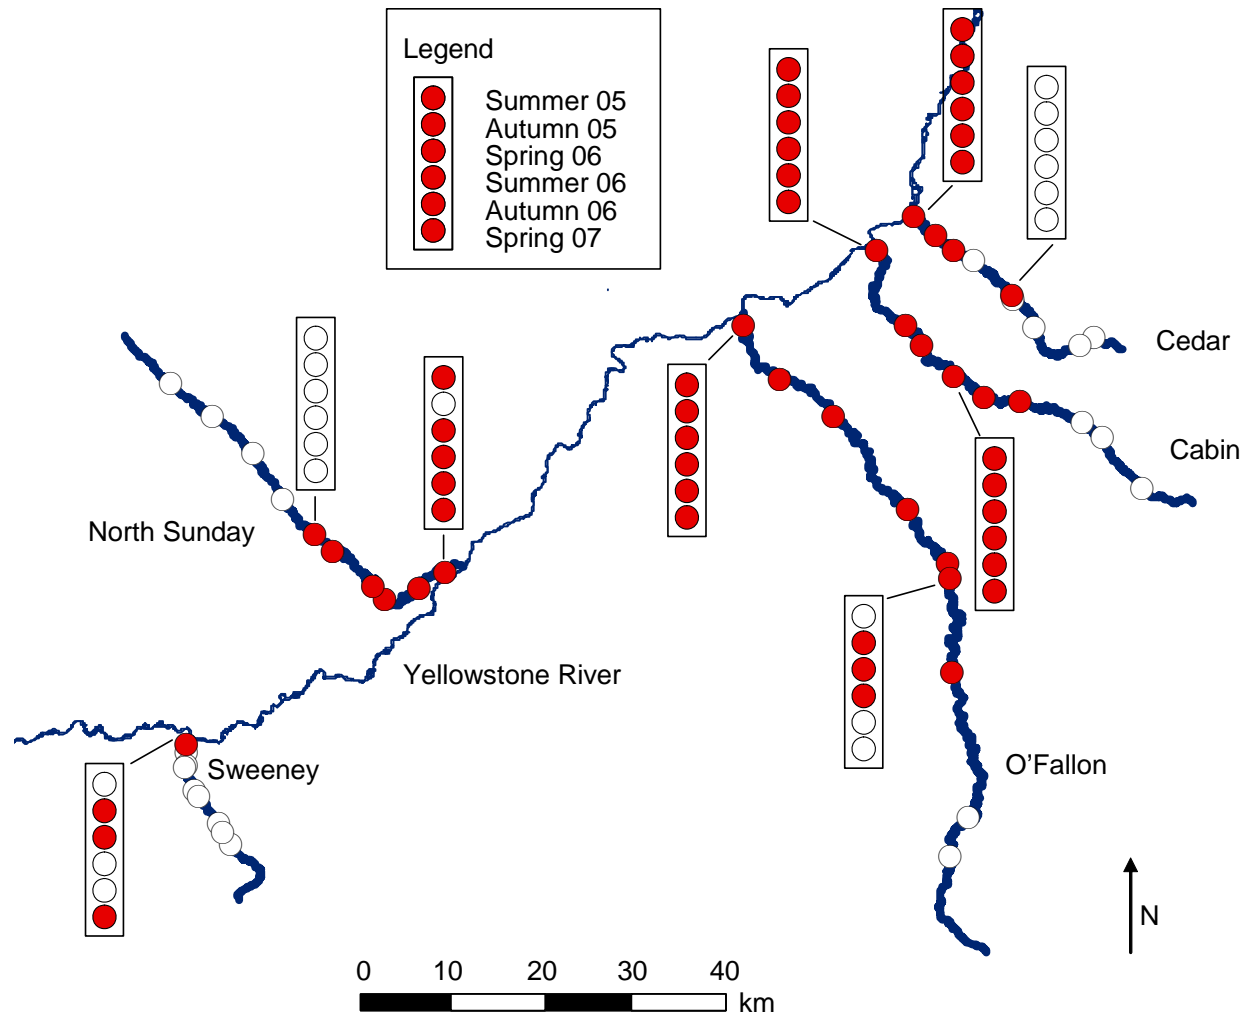 Legend
Summer 05
Autumn 05
Spring 06
Summer 06
Autumn 06
Spring 07
Cedar
Cabin
North Sunday
Yellowstone River
Sweeney
O'Fallon
N
0 10 20 30 40
km